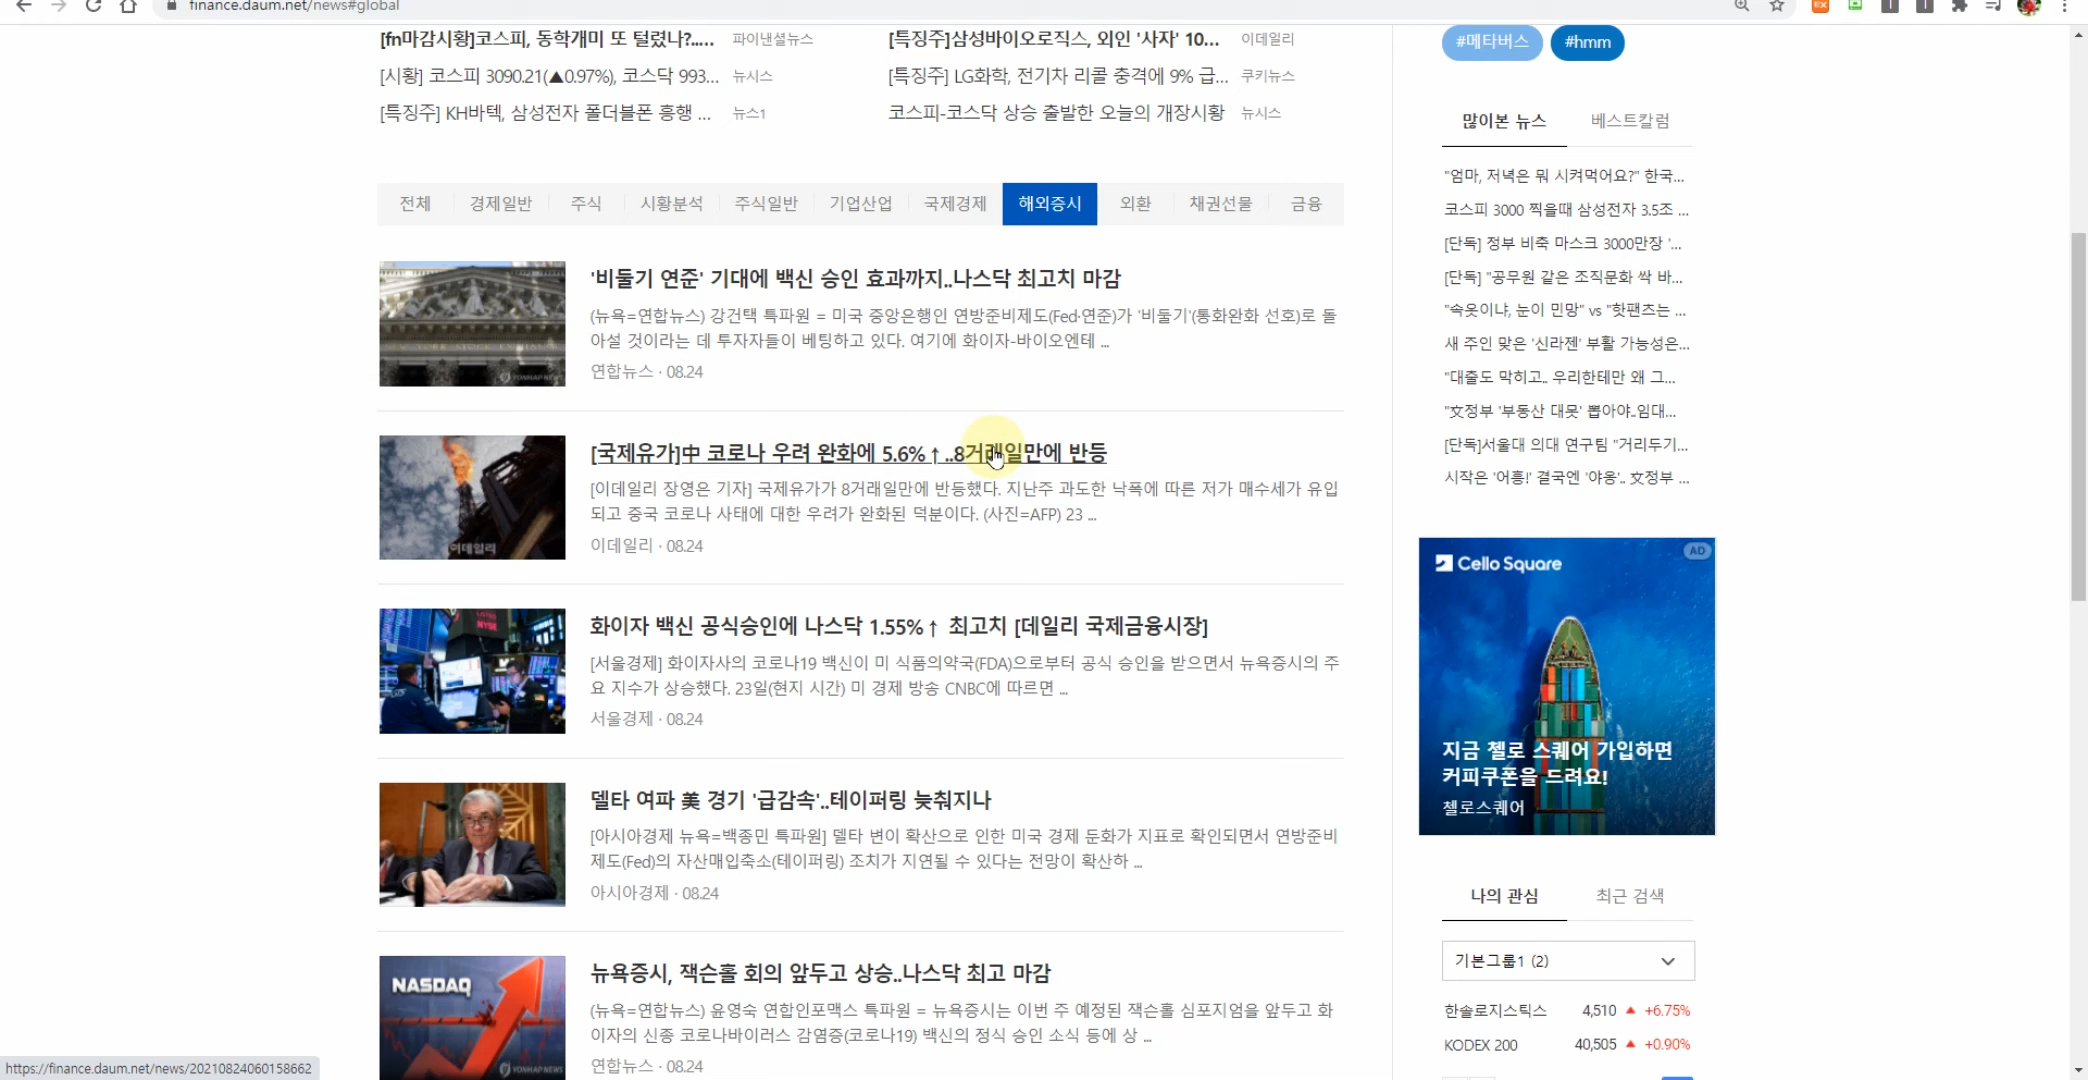 finance.daum.net/news#global
[fn마감시황]코스피, 동학개미 또 털렸나?..... 파이낸셜뉴스
[특징주]삼성바이오로직스, 외인 '사자' 10... 이데일리
[시황] 코스피 3090.21(▲0.97%), 코스닥 993... 뉴시스
[특징주] LG화학, 전기차 리콜 충격에 9% 급... 쿠키뉴스
[특징주] KH바텍, 삼성전자 폴더블폰 흥행 ... 뉴스1
코스피-코스닥 상승 출발한 오늘의 개장시황 뉴시스
전체 경제일반 주식 시황분석 주식일반 기업산업 국제경제 해외증시 외환 채권선물 금융
'비둘기 연준' 기대에 백신 승인 효과까지..나스닥 최고치 마감
(뉴욕=연합뉴스) 강건택 특파원 = 미국 중앙은행인 연방준비제도(Fed·연준)가 '비둘기'(통화완화 선호)로 돌
아설 것이라는 데 투자자들이 베팅하고 있다. 여기에 화이자-바이오엔테 ...
연합뉴스 · 08.24
YONHAP NEWS
[국제유가]中 코로나 우려 완화에 5.6%↑..8거래일만에 반등
[이데일리 장영은 기자] 국제유가가 8거래일만에 반등했다. 지난주 과도한 낙폭에 따른 저가 매수세가 유입
되고 중국 코로나 사태에 대한 우려가 완화된 덕분이다. (사진=AFP) 23 ...
이데일리 · 08.24
이데일리
화이자 백신 공식승인에 나스닥 1.55%↑ 최고치 [데일리 국제금융시장]
[서울경제] 화이자사의 코로나19 백신이 미 식품의약국(FDA)으로부터 공식 승인을 받으면서 뉴욕증시의 주
요 지수가 상승했다. 23일(현지 시간) 미 경제 방송 CNBC에 따르면 ...
서울경제 · 08.24
NYSE
델타 여파 美 경기 '급감속'..테이퍼링 늦춰지나
[아시아경제 뉴욕=백종민 특파원] 델타 변이 확산으로 인한 미국 경제 둔화가 지표로 확인되면서 연방준비
제도(Fed)의 자산매입축소(테이퍼링) 조치가 지연될 수 있다는 전망이 확산하 ...
아시아경제 · 08.24
NASDAQ
YONHAP NEWS
뉴욕증시, 잭슨홀 회의 앞두고 상승..나스닥 최고 마감
(뉴욕=연합뉴스) 윤영숙 연합인포맥스 특파원 = 뉴욕증시는 이번 주 예정된 잭슨홀 심포지엄을 앞두고 화
이자의 신종 코로나바이러스 감염증(코로나19) 백신의 정식 승인 소식 등에 상 ...
연합뉴스 · 08.24
#메타버스 #hmm
많이본 뉴스 베스트칼럼
"엄마, 저녁은 뭐 시켜먹어요?" 한국...
코스피 3000 찍을때 삼성전자 3.5조 ...
[단독] 정부 비축 마스크 3000만장 '...
[단독] "공무원 같은 조직문화 싹 바...
"속옷이냐, 눈이 민망" vs "핫팬츠는 ...
새 주인 맞은 '신라젠' 부활 가능성은...
"대출도 막히고.. 우리한테만 왜 그...
"文정부 '부동산 대못' 뽑아야..임대...
[단독]서울대 의대 연구팀 "거리두기...
시작은 '어흥!' 결국엔 '야옹'.. 文정부 ...
Cello Square
AD
지금 첼로 스퀘어 가입하면
커피쿠폰을 드려요!
첼로스퀘어
나의 관심 최근 검색
기본그룹1 (2)
한솔로지스틱스 4,510 ▲ +6.75%
KODEX 200 40,505 ▲ +0.90%
https://finance.daum.net/news/20210824060158662